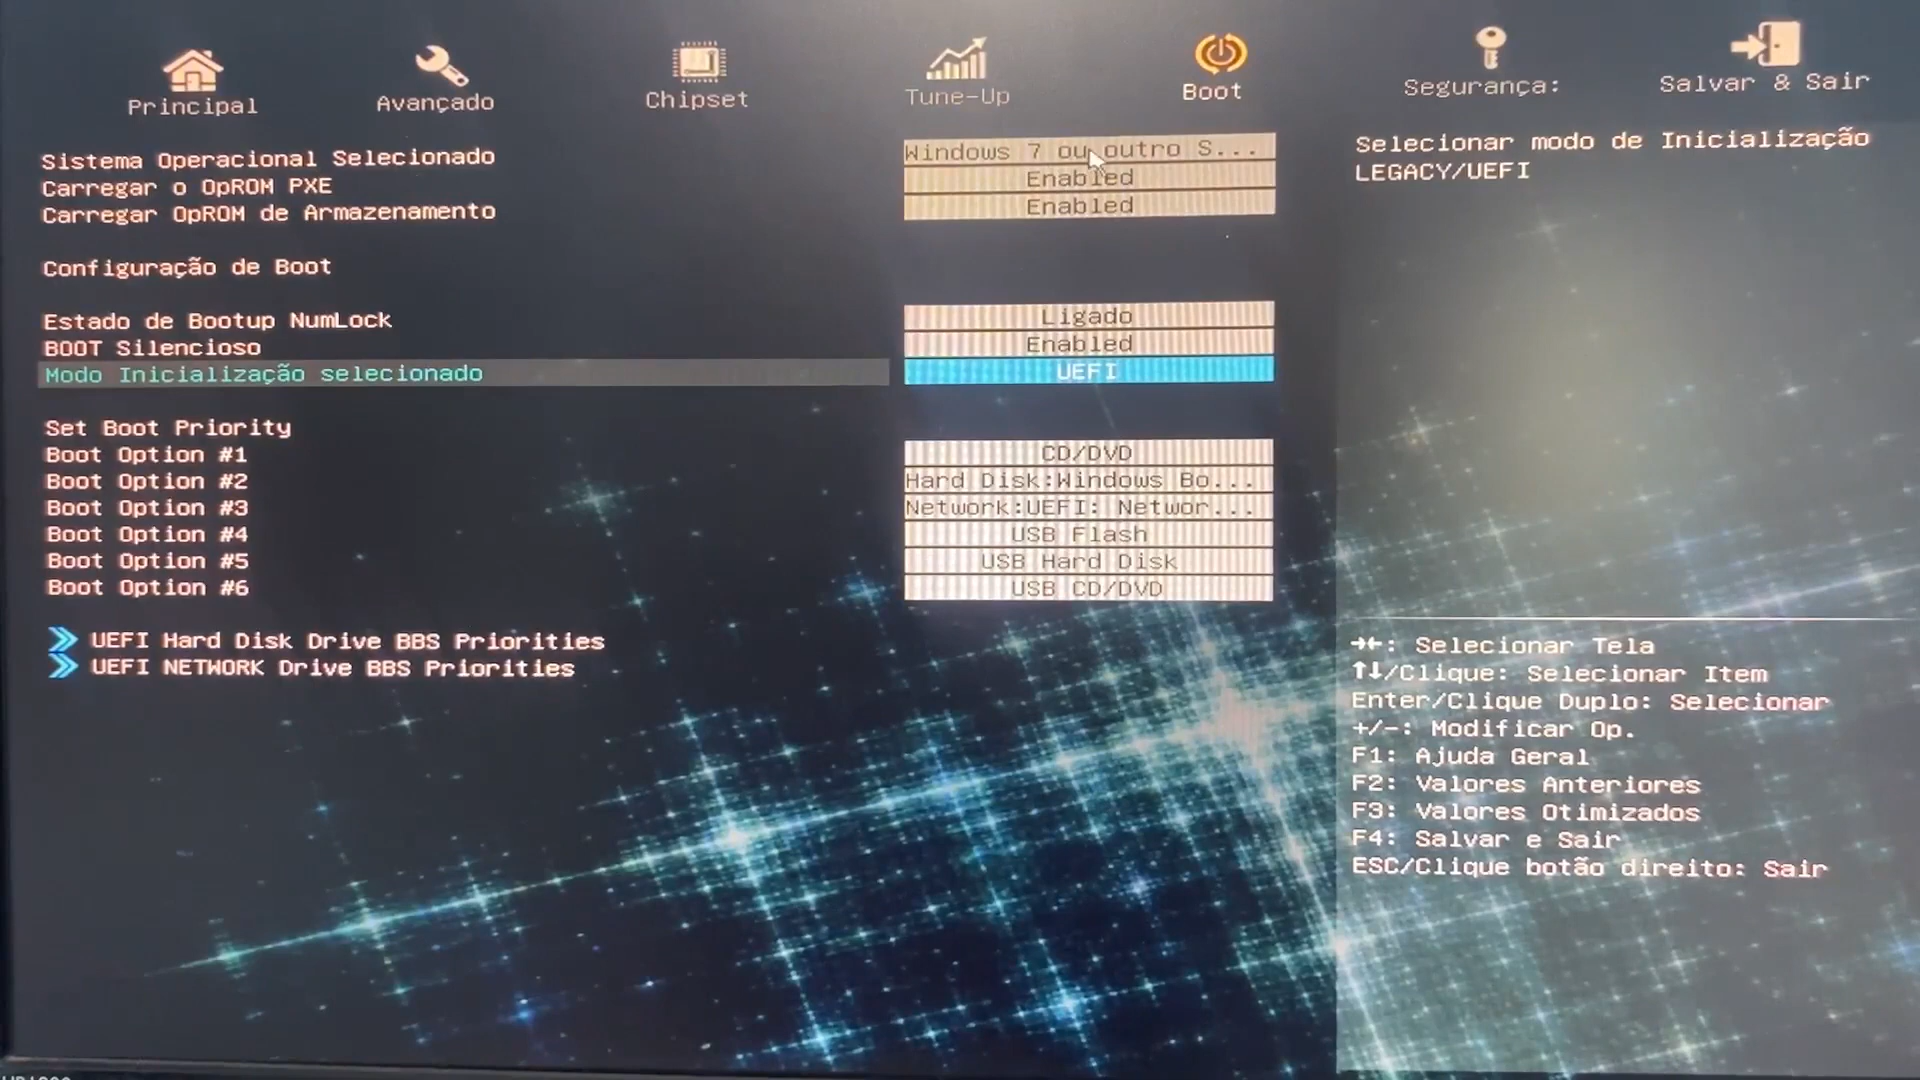 Principal
Avançado
Chipset
Tune-Up
Boot
Segurança:
Salvar & Sair
Sistema Operacional Selecionado
Windows 7 ou outro S...
Carregar o OpROM PXE
Enabled
Carregar OpROM de Armazenamento
Enabled
Configuração de Boot
Estado de Bootup NumLock
Ligado
BOOT Silencioso
Enabled
Modo Inicialização selecionado
UEFI
Set Boot Priority
Boot Option #1
CD/DVD
Boot Option #2
Hard Disk:Windows Bo...
Boot Option #3
Network:UEFI: Networ...
Boot Option #4
USB Flash
Boot Option #5
USB Hard Disk
Boot Option #6
USB CD/DVD
UEFI Hard Disk Drive BBS Priorities
UEFI NETWORK Drive BBS Priorities
Selecionar modo de Inicialização
LEGACY/UEFI
→←: Selecionar Tela
↑↓/Clique: Selecionar Item
Enter/Clique Duplo: Selecionar
+/-: Modificar Op.
F1: Ajuda Geral
F2: Valores Anteriores
F3: Valores Otimizados
F4: Salvar e Sair
ESC/Clique botão direito: Sair